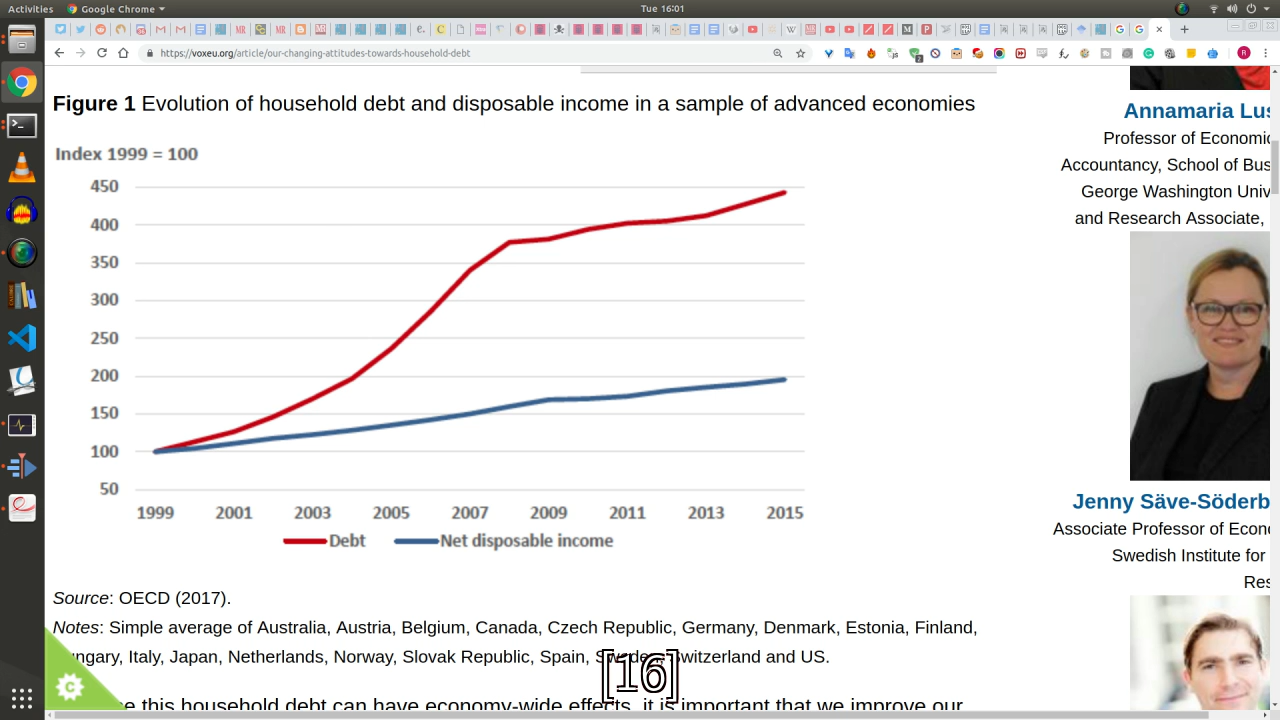 Activities
Google Chrome
Tue 16:01
https://voxeu.org/article/our-changing-attitudes-towards-household-debt
Figure 1 Evolution of household debt and disposable income in a sample of advanced economies
Index 1999 = 100
450
400
350
300
250
200
150
100
50
1999 2001 2003 2005 2007 2009 2011 2013 2015
Debt Net disposable income
Source: OECD (2017).
Notes: Simple average of Australia, Austria, Belgium, Canada, Czech Republic, Germany, Denmark, Estonia, Finland,
Italy, Japan, Netherlands, Norway, Slovak Republic, Spain, Switzerland and US.
[16]
this household debt can have economy-wide effects, it is important that we improve our
Annamaria Lus
Professor of Economic
Accountancy, School of Bus
George Washington Univ
and Research Associate,
Jenny Säve-Söderb
Associate Professor of Econo
Swedish Institute for
Res